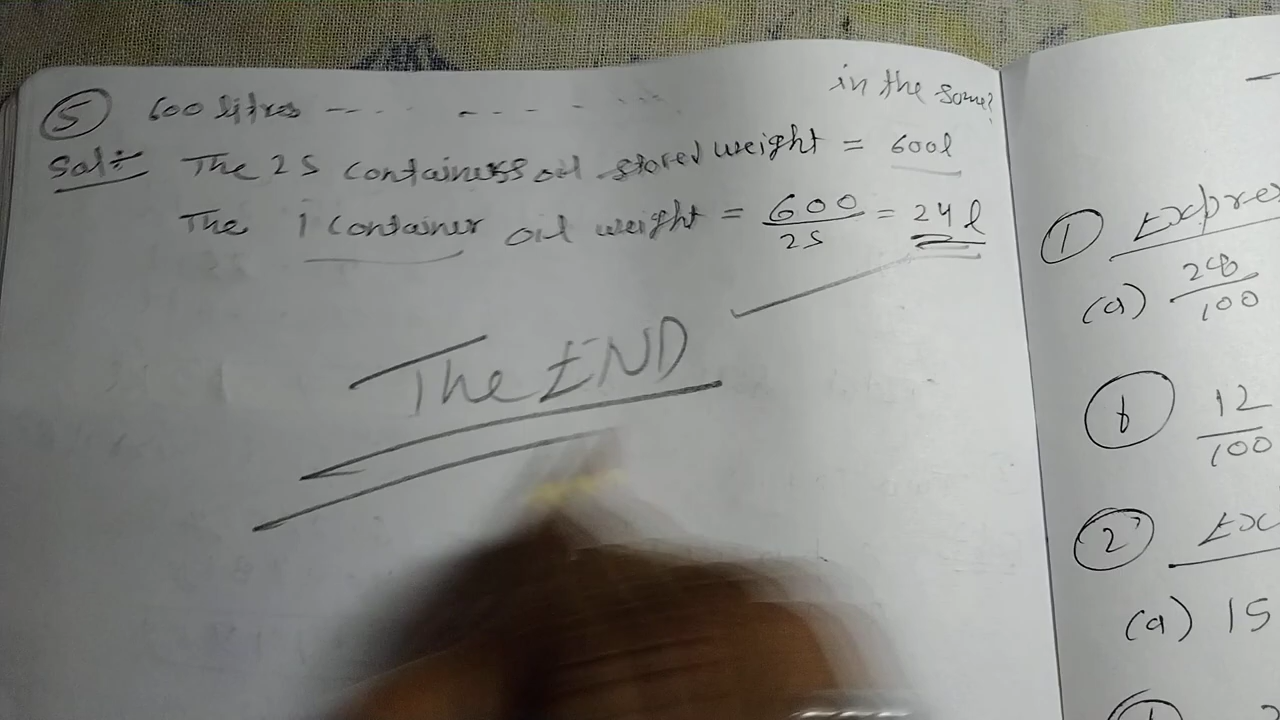 5 600 litres --- - - - - ... in the same?
Sol:- The 25 containers oil stored weight = 600l
The 1 container oil weight = 600/25 = 24 l
The END
1 Expre
(a) 246/100
b 12/100
2 Ex
(a) 15